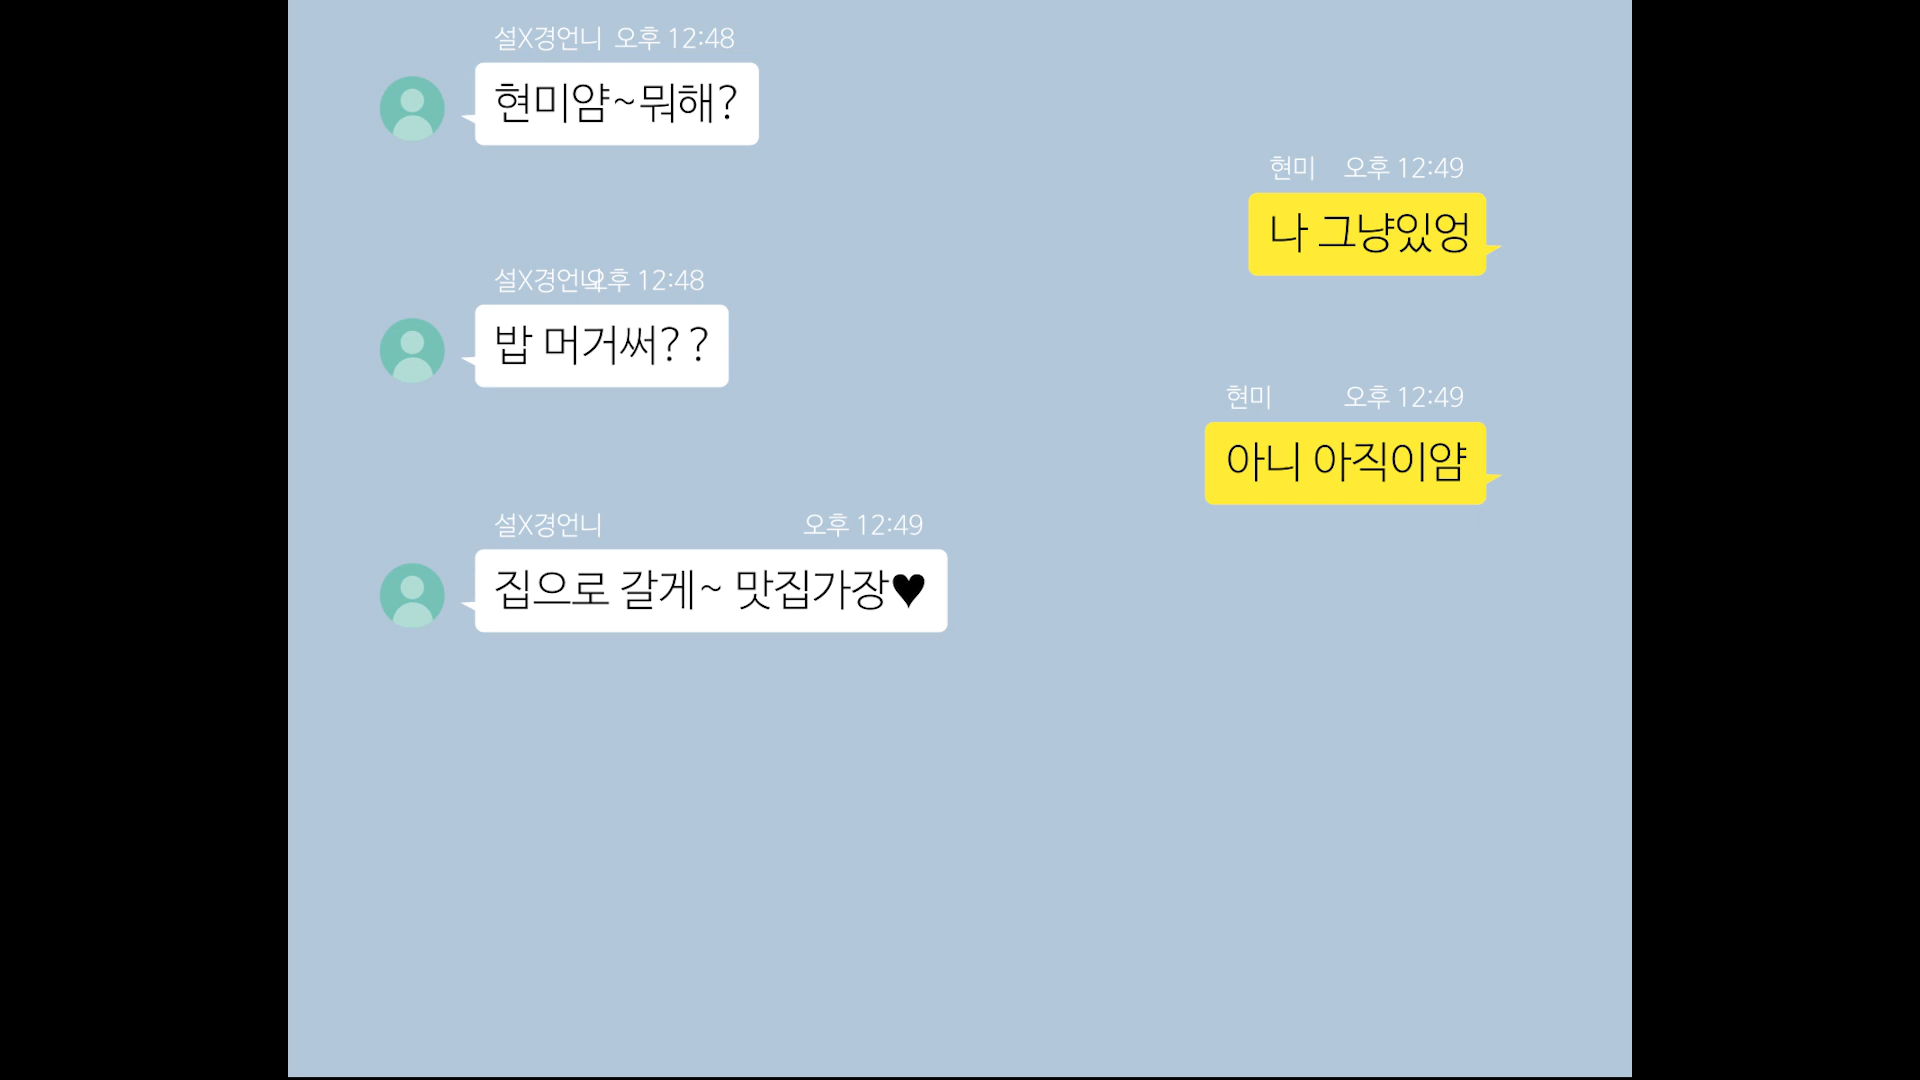 설X경언니 오후 12:48
현미얌~뭐해?
현미 오후 12:49
나 그냥있엉
설X경언니 오후 12:48
밥 머거써??
현미 오후 12:49
아니 아직이얌
설X경언니 오후 12:49
집으로 갈게~ 맛집가장♥